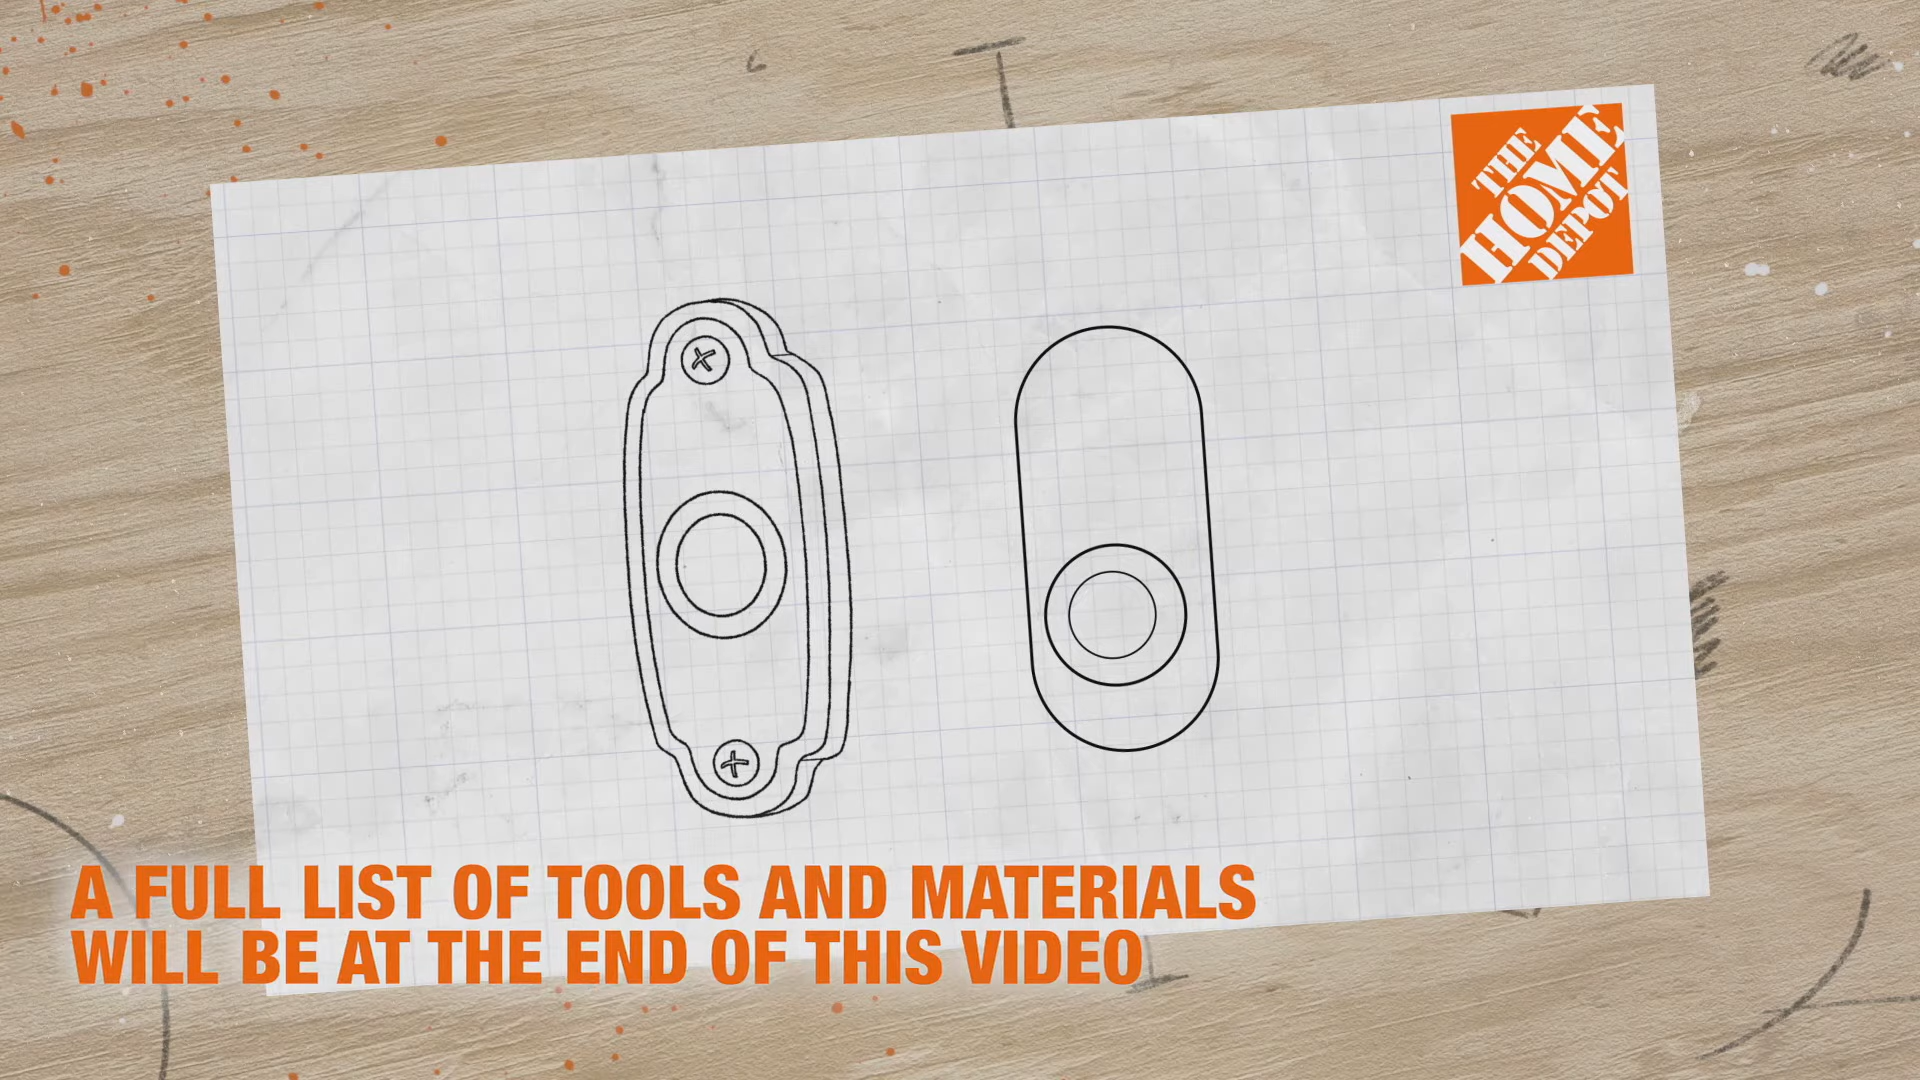 THE
HOME
DEPOT
A FULL LIST OF TOOLS AND MATERIALS
WILL BE AT THE END OF THIS VIDEO